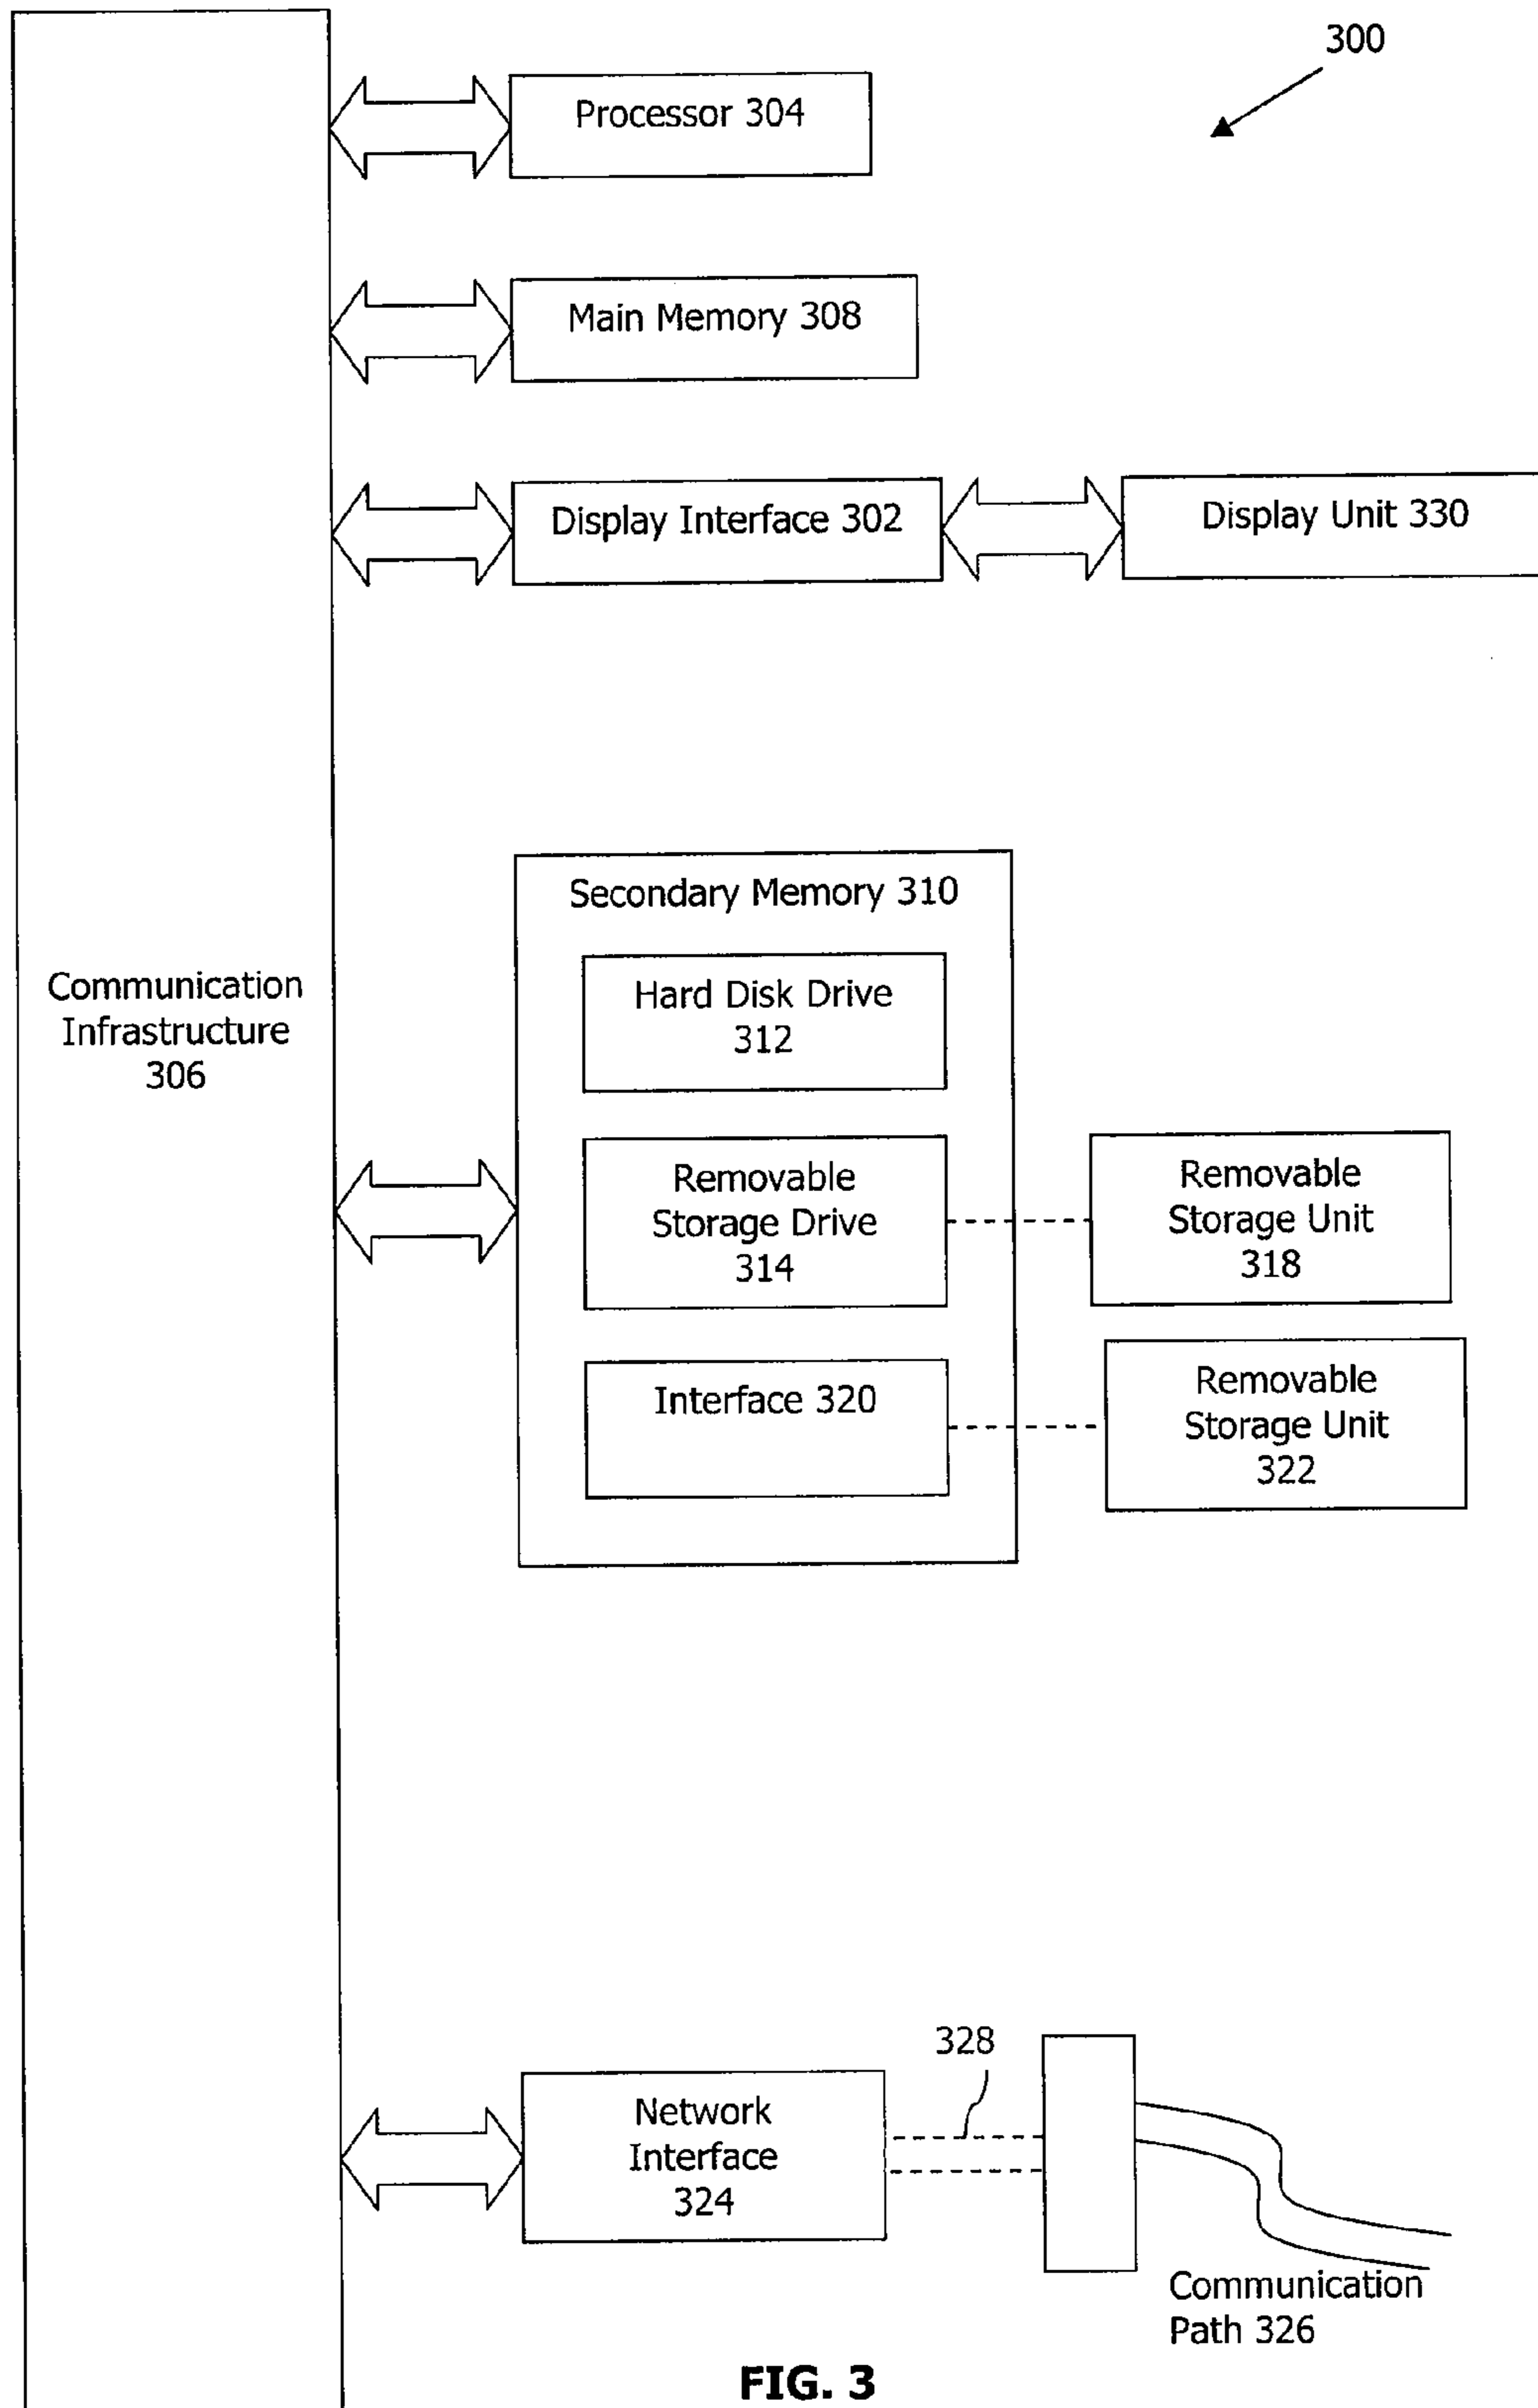 300
Processor 304
Main Memory 308
Display Interface 302
Display Unit 330
Secondary Memory 310
Hard Disk Drive
312
Communication
Infrastructure
306
Removable
Storage Drive
314
Removable
Storage Unit
318
Interface 320
Removable
Storage Unit
322
328
Network
Interface
324
Communication
Path 326
FIG. 3